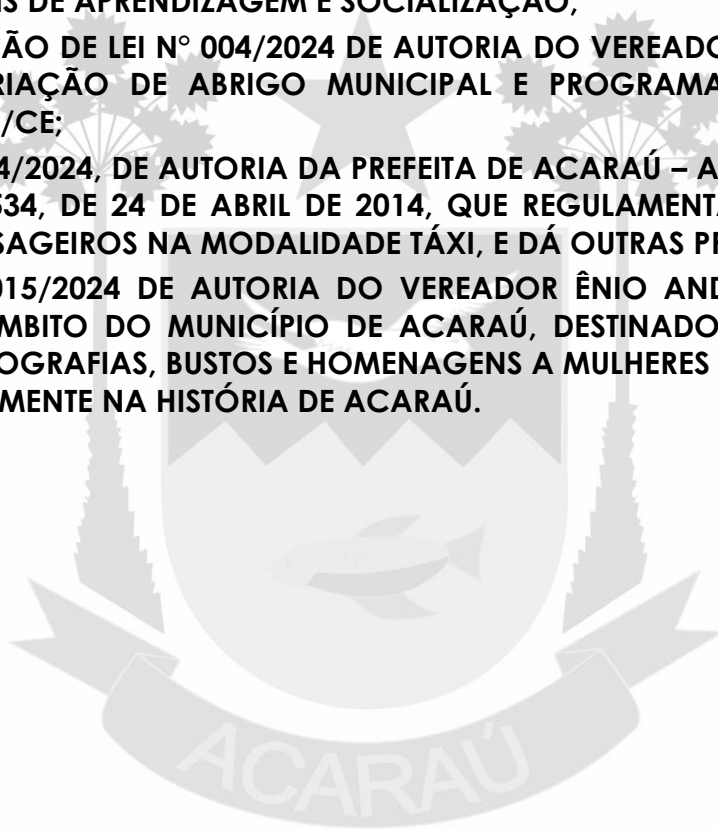 IS DE APRENDIZAGEM E SOCIALIZAÇÃO;
ÃO DE LEI N° 004/2024 DE AUTORIA DO VEREADO
RIAÇÃO DE ABRIGO MUNICIPAL E PROGRAMA
/CE;
4/2024, DE AUTORIA DA PREFEITA DE ACARAÚ – A
534, DE 24 DE ABRIL DE 2014, QUE REGULAMENT
SAGEIROS NA MODALIDADE TÁXI, E DÁ OUTRAS P
015/2024 DE AUTORIA DO VEREADOR ÊNIO AND
MBITO DO MUNICÍPIO DE ACARAÚ, DESTINADO
OGRAFIAS, BUSTOS E HOMENAGENS A MULHERES
MENTE NA HISTÓRIA DE ACARAÚ.
ACARAÚ